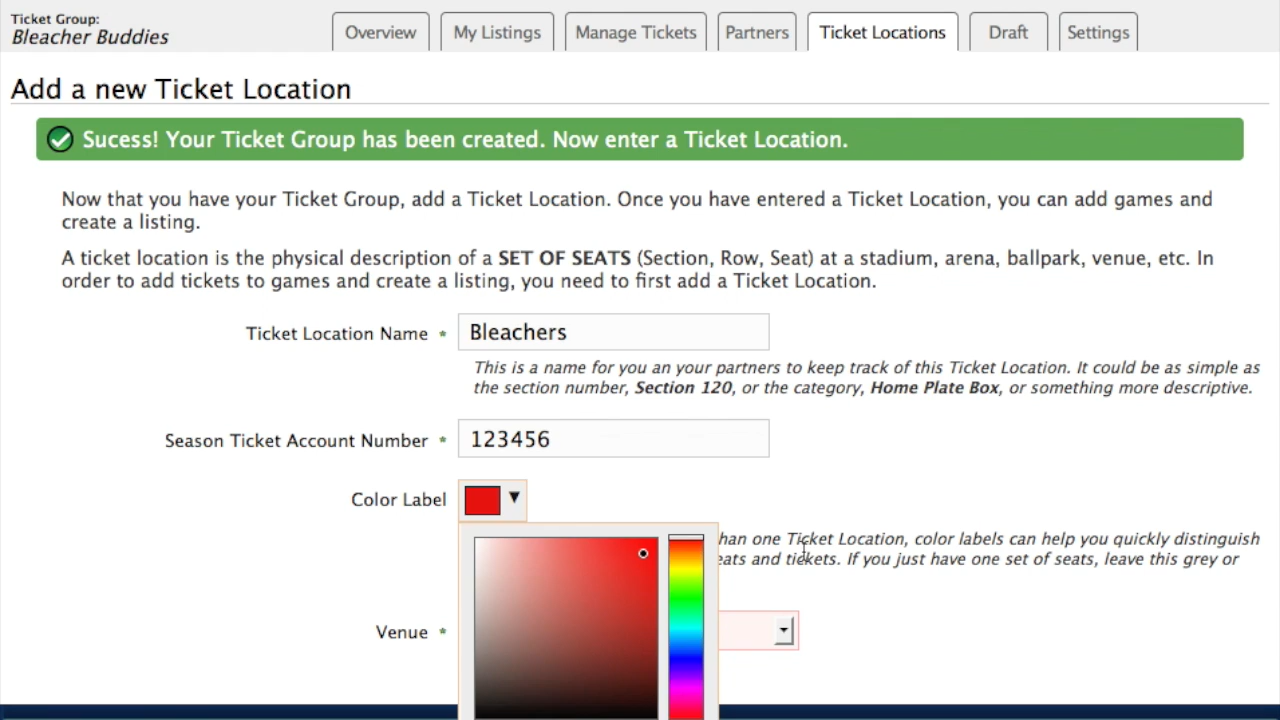 Ticket Group:
Bleacher Buddies
Overview
My Listings
Manage Tickets
Partners
Ticket Locations
Draft
Settings
Add a new Ticket Location
Sucess! Your Ticket Group has been created. Now enter a Ticket Location.
Now that you have your Ticket Group, add a Ticket Location. Once you have entered a Ticket Location, you can add games and
create a listing.
A ticket location is the physical description of a SET OF SEATS (Section, Row, Seat) at a stadium, arena, ballpark, venue, etc. In
order to add tickets to games and create a listing, you need to first add a Ticket Location.
Ticket Location Name * Bleachers
This is a name for you an your partners to keep track of this Ticket Location. It could be as simple as
the section number, Section 120, or the category, Home Plate Box, or something more descriptive.
Season Ticket Account Number * 123456
Color Label
than one Ticket Location, color labels can help you quickly distinguish
seats and tickets. If you just have one set of seats, leave this grey or
Venue *